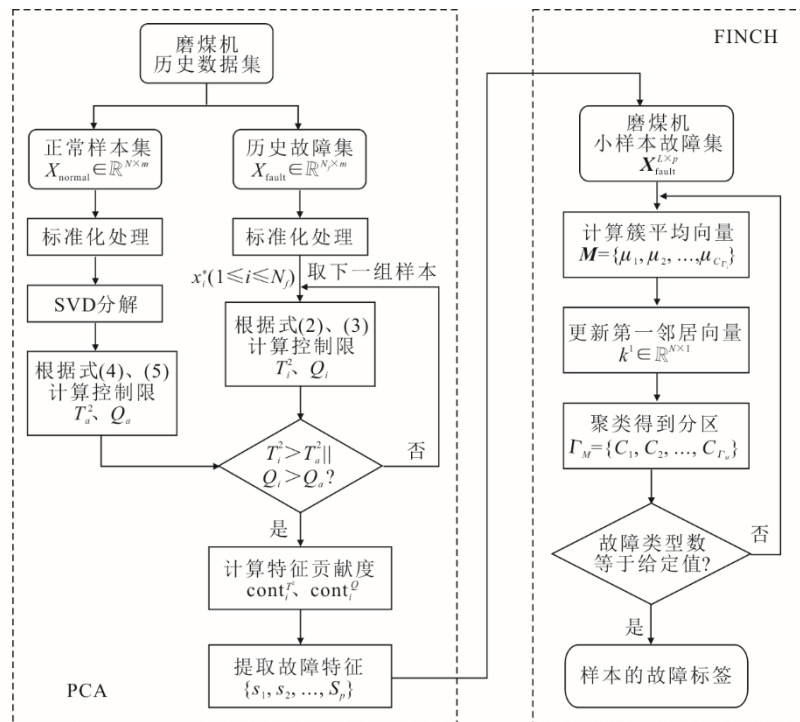 磨煤机
历史数据集
正常样本集
X_normal∈ℝ^{N×m}
历史故障集
X_fault∈ℝ^{N_f×m}
标准化处理
标准化处理
x_i^*(1≤i≤N_f)
取下一组样本
SVD分解
根据式(2)、(3)
计算控制限
T_i^2、Q_i
根据式(4)、(5)
计算控制限
T_a^2、Q_a
T_i^2>T_a^2||
Q_i>Q_a?
否
是
计算特征贡献度
cont_i^{T^2}、cont_i^Q
提取故障特征
{s_1, s_2, …, S_p}
PCA
FINCH
磨煤机
小样本故障集
X_fault^{L×p}
计算簇平均向量
M={μ_1, μ_2, …,μ_{C_{Γ_i}}}
更新第一邻居向量
k^1∈ℝ^{N×1}
聚类得到分区
Γ_M={C_1, C_2, …, C_{Γ_M}}
故障类型数
等于给定值?
否
是
样本的故障标签